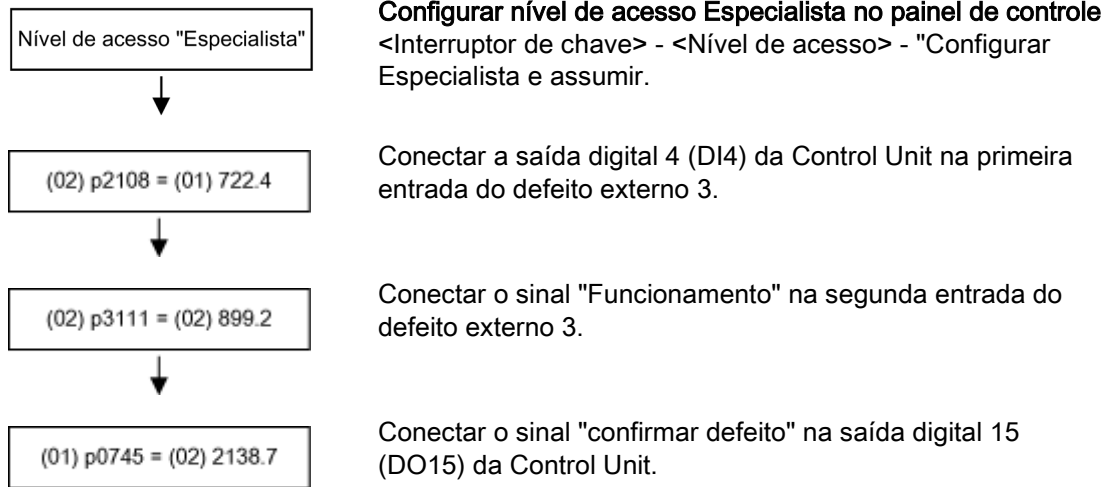 Nível de acesso "Especialista"
Configurar nível de acesso Especialista no painel de controle
<Interruptor de chave> - <Nível de acesso> - "Configurar
Especialista e assumir.
(02) p2108 = (01) 722.4
Conectar a saída digital 4 (DI4) da Control Unit na primeira
entrada do defeito externo 3.
(02) p3111 = (02) 899.2
Conectar o sinal "Funcionamento" na segunda entrada do
defeito externo 3.
(01) p0745 = (02) 2138.7
Conectar o sinal "confirmar defeito" na saída digital 15
(DO15) da Control Unit.